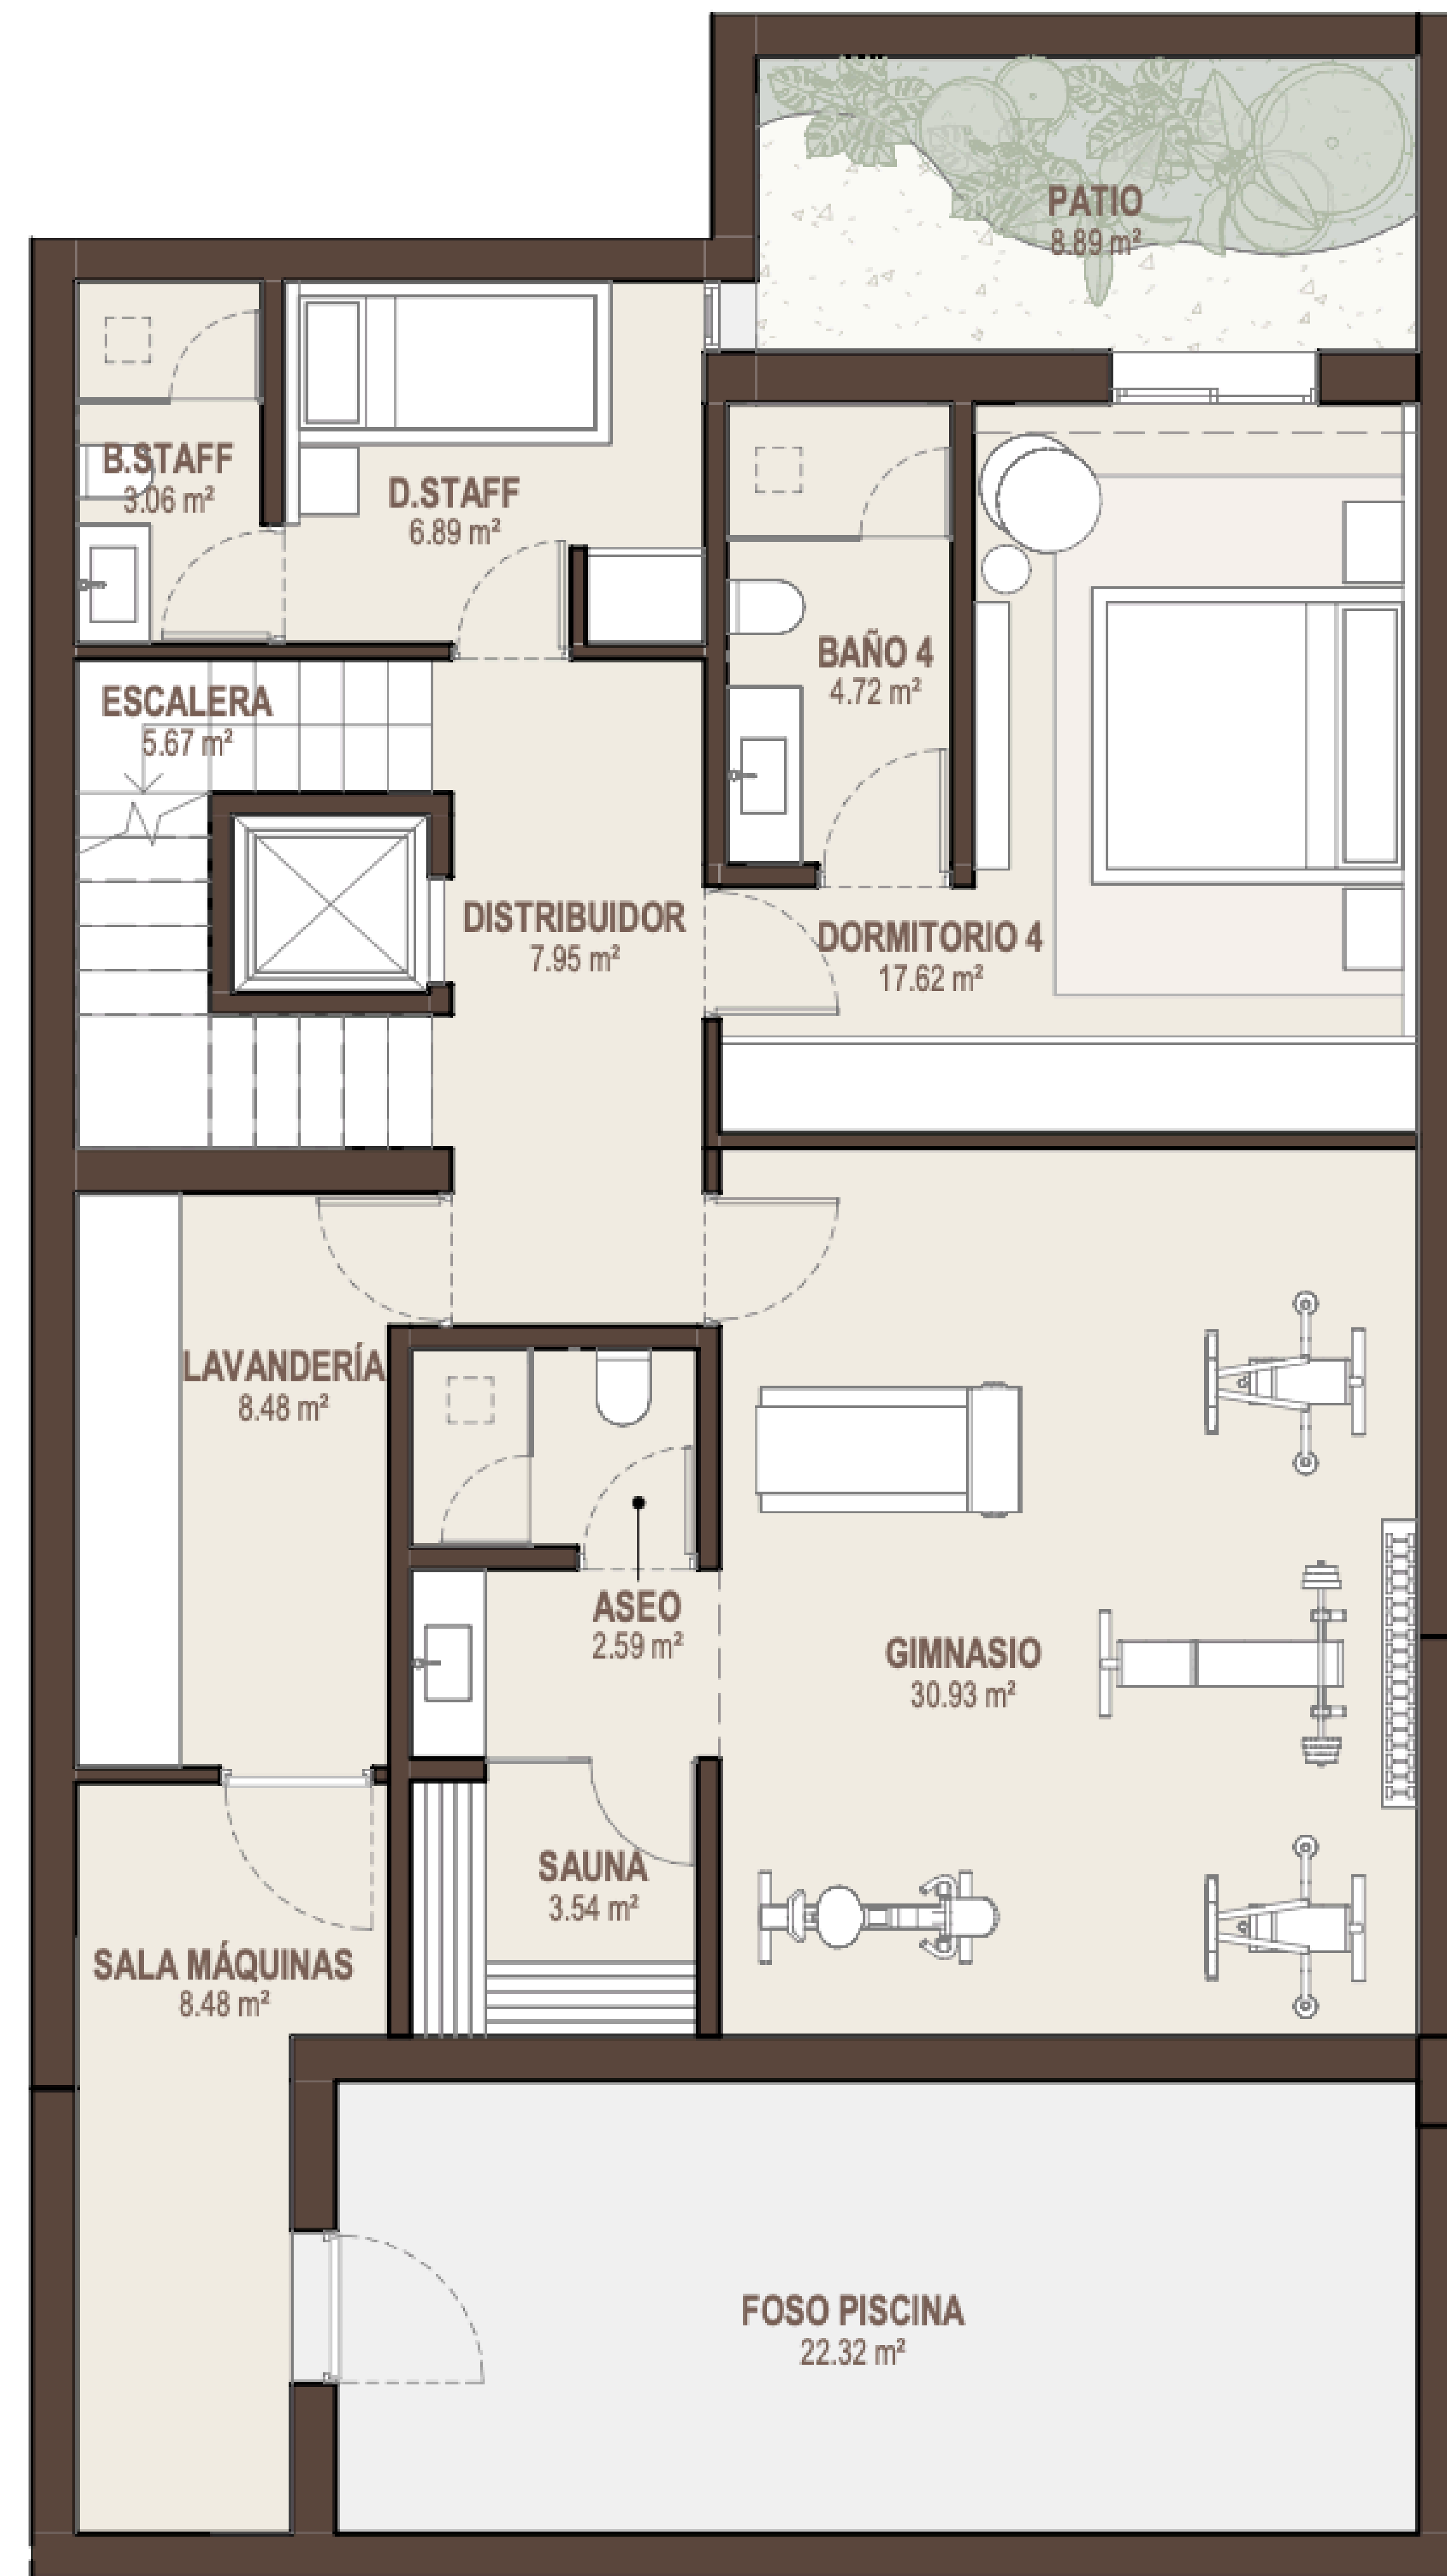 PATIO
8.89 m²
B.STAFF
3.06 m²
D.STAFF
6.89 m²
BAÑO 4
4.72 m²
ESCALERA
5.67 m²
DISTRIBUIDOR
7.95 m²
DORMITORIO 4
17.62 m²
LAVANDERÍA
8.48 m²
ASEO
2.59 m²
GIMNASIO
30.93 m²
SAUNA
3.54 m²
SALA MÁQUINAS
8.48 m²
FOSO PISCINA
22.32 m²